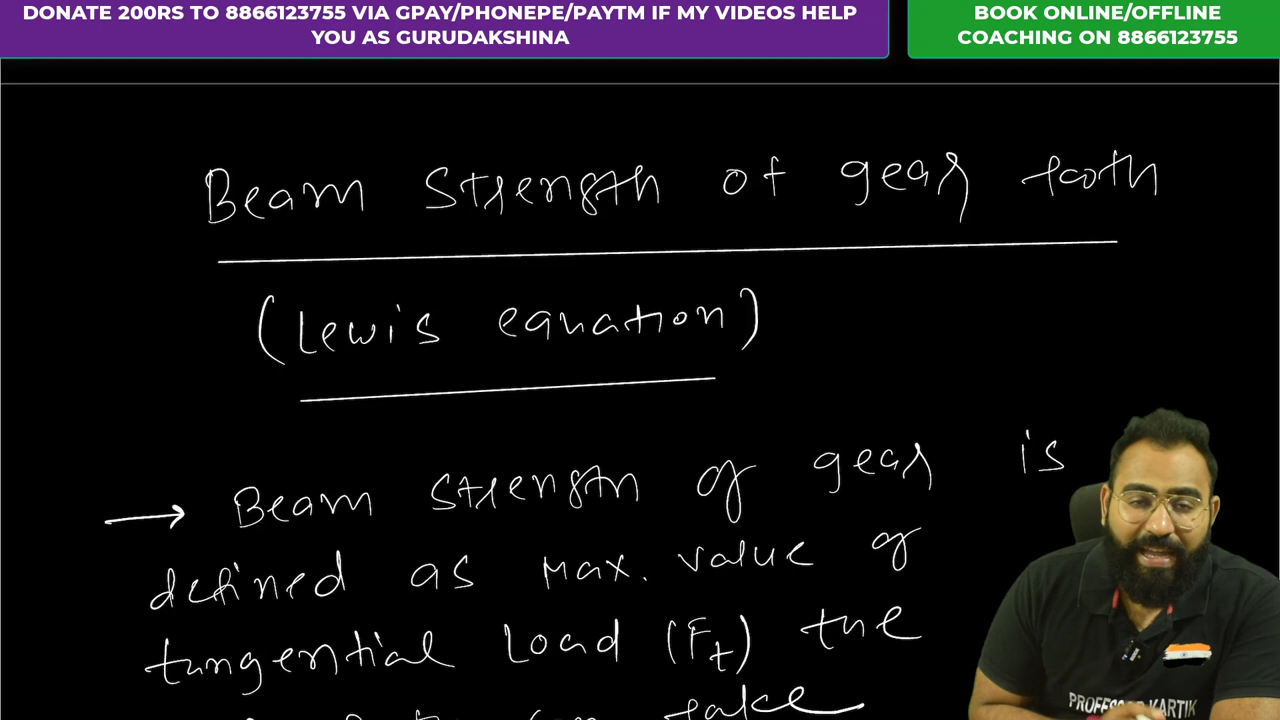 DONATE 200RS TO 8866123755 VIA GPAY/PHONEPE/PAYTM IF MY VIDEOS HELP
YOU AS GURUDAKSHINA
BOOK ONLINE/OFFLINE
COACHING ON 8866123755
Beam Strength of gear tooth
(Lewis equation)
→ Beam strength of gear is
defined as max. value of
tangential Load (Ft) the
can take
PROFESSOR KARTIK